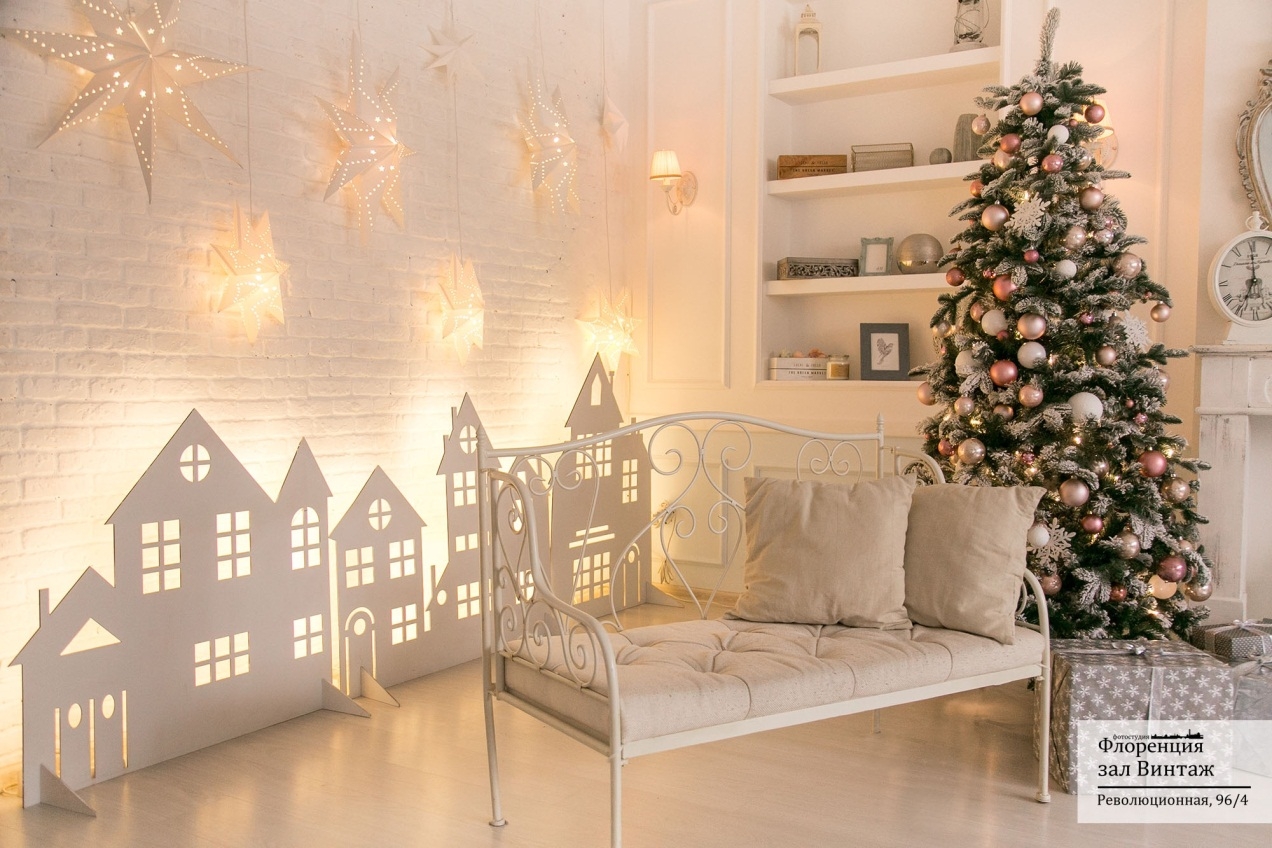 фотостудия
Флоренция
зал Винтаж
Революционная, 96/4